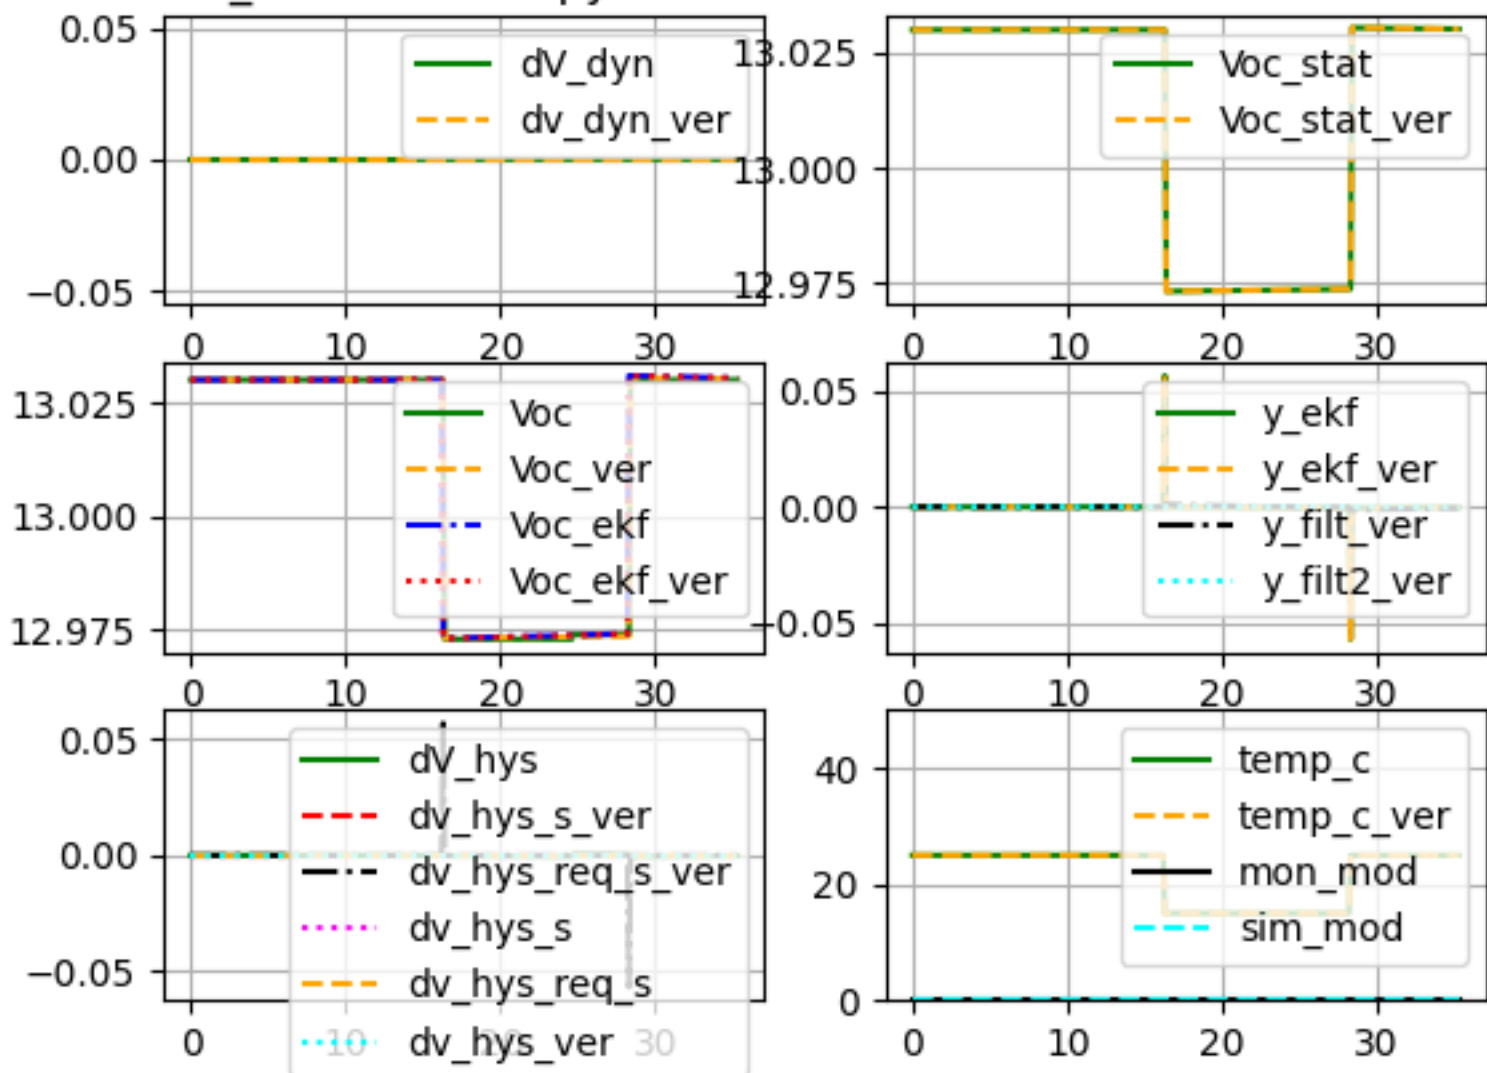 0.05
0.00
−0.05
0
10
20
30
dV_dyn
dv_dyn_ver
13.025
13.000
12.975
0
10
20
30
Voc_stat
Voc_stat_ver
13.025
13.000
12.975
0
10
20
30
Voc
Voc_ver
Voc_ekf
Voc_ekf_ver
0.05
0.00
−0.05
0
10
20
30
y_ekf
y_ekf_ver
y_filt_ver
y_filt2_ver
0.05
0.00
−0.05
0
10
20
30
dV_hys
dv_hys_s_ver
dv_hys_req_s_ver
dv_hys_s
dv_hys_req_s
dv_hys_ver
40
20
0
0
10
20
30
temp_c
temp_c_ver
mon_mod
sim_mod